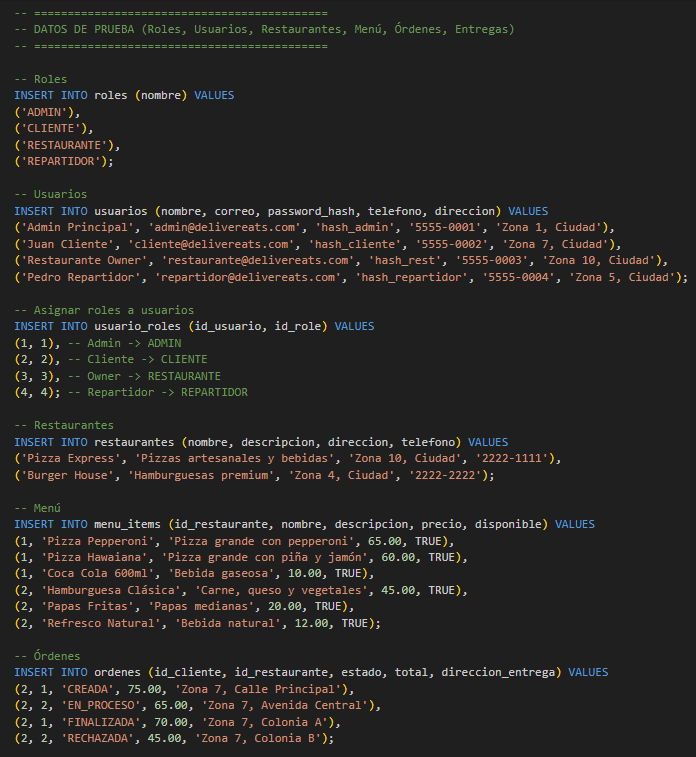 -- ============================================
-- DATOS DE PRUEBA (Roles, Usuarios, Restaurantes, Menú, Órdenes, Entregas)
-- ============================================
-- Roles
INSERT INTO roles (nombre) VALUES
('ADMIN'),
('CLIENTE'),
('RESTAURANTE'),
('REPARTIDOR');
-- Usuarios
INSERT INTO usuarios (nombre, correo, password_hash, telefono, direccion) VALUES
('Admin Principal', 'admin@delivereats.com', 'hash_admin', '5555-0001', 'Zona 1, Ciudad'),
('Juan Cliente', 'cliente@delivereats.com', 'hash_cliente', '5555-0002', 'Zona 7, Ciudad'),
('Restaurante Owner', 'restaurante@delivereats.com', 'hash_rest', '5555-0003', 'Zona 10, Ciudad'),
('Pedro Repartidor', 'repartidor@delivereats.com', 'hash_repartidor', '5555-0004', 'Zona 5, Ciudad');
-- Asignar roles a usuarios
INSERT INTO usuario_roles (id_usuario, id_role) VALUES
(1, 1), -- Admin -> ADMIN
(2, 2), -- Cliente -> CLIENTE
(3, 3), -- Owner -> RESTAURANTE
(4, 4); -- Repartidor -> REPARTIDOR
-- Restaurantes
INSERT INTO restaurantes (nombre, descripcion, direccion, telefono) VALUES
('Pizza Express', 'Pizzas artesanales y bebidas', 'Zona 10, Ciudad', '2222-1111'),
('Burger House', 'Hamburguesas premium', 'Zona 4, Ciudad', '2222-2222');
-- Menú
INSERT INTO menu_items (id_restaurante, nombre, descripcion, precio, disponible) VALUES
(1, 'Pizza Pepperoni', 'Pizza grande con pepperoni', 65.00, TRUE),
(1, 'Pizza Hawaiana', 'Pizza grande con piña y jamón', 60.00, TRUE),
(1, 'Coca Cola 600ml', 'Bebida gaseosa', 10.00, TRUE),
(2, 'Hamburguesa Clásica', 'Carne, queso y vegetales', 45.00, TRUE),
(2, 'Papas Fritas', 'Papas medianas', 20.00, TRUE),
(2, 'Refresco Natural', 'Bebida natural', 12.00, TRUE);
-- Órdenes
INSERT INTO ordenes (id_cliente, id_restaurante, estado, total, direccion_entrega) VALUES
(2, 1, 'CREADA', 75.00, 'Zona 7, Calle Principal'),
(2, 2, 'EN_PROCESO', 65.00, 'Zona 7, Avenida Central'),
(2, 1, 'FINALIZADA', 70.00, 'Zona 7, Colonia A'),
(2, 2, 'RECHAZADA', 45.00, 'Zona 7, Colonia B');